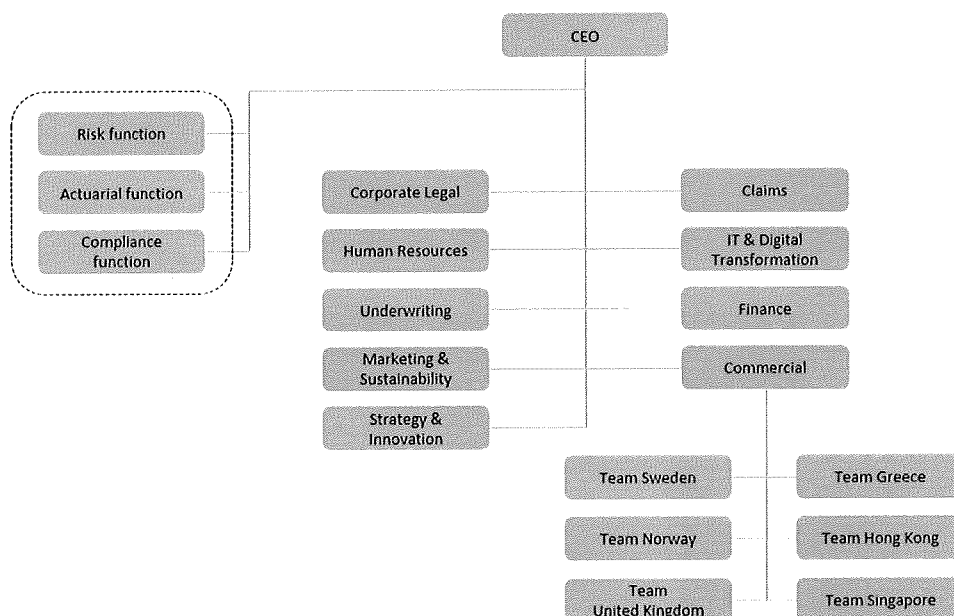 CEO
Risk function
Actuarial function
Compliance
function
Corporate Legal
Claims
Human Resources
IT & Digital
Transformation
Underwriting
Finance
Marketing &
Sustainability
Commercial
Strategy &
Innovation
Team Sweden
Team Greece
Team Norway
Team Hong Kong
Team
United Kingdom
Team Singapore